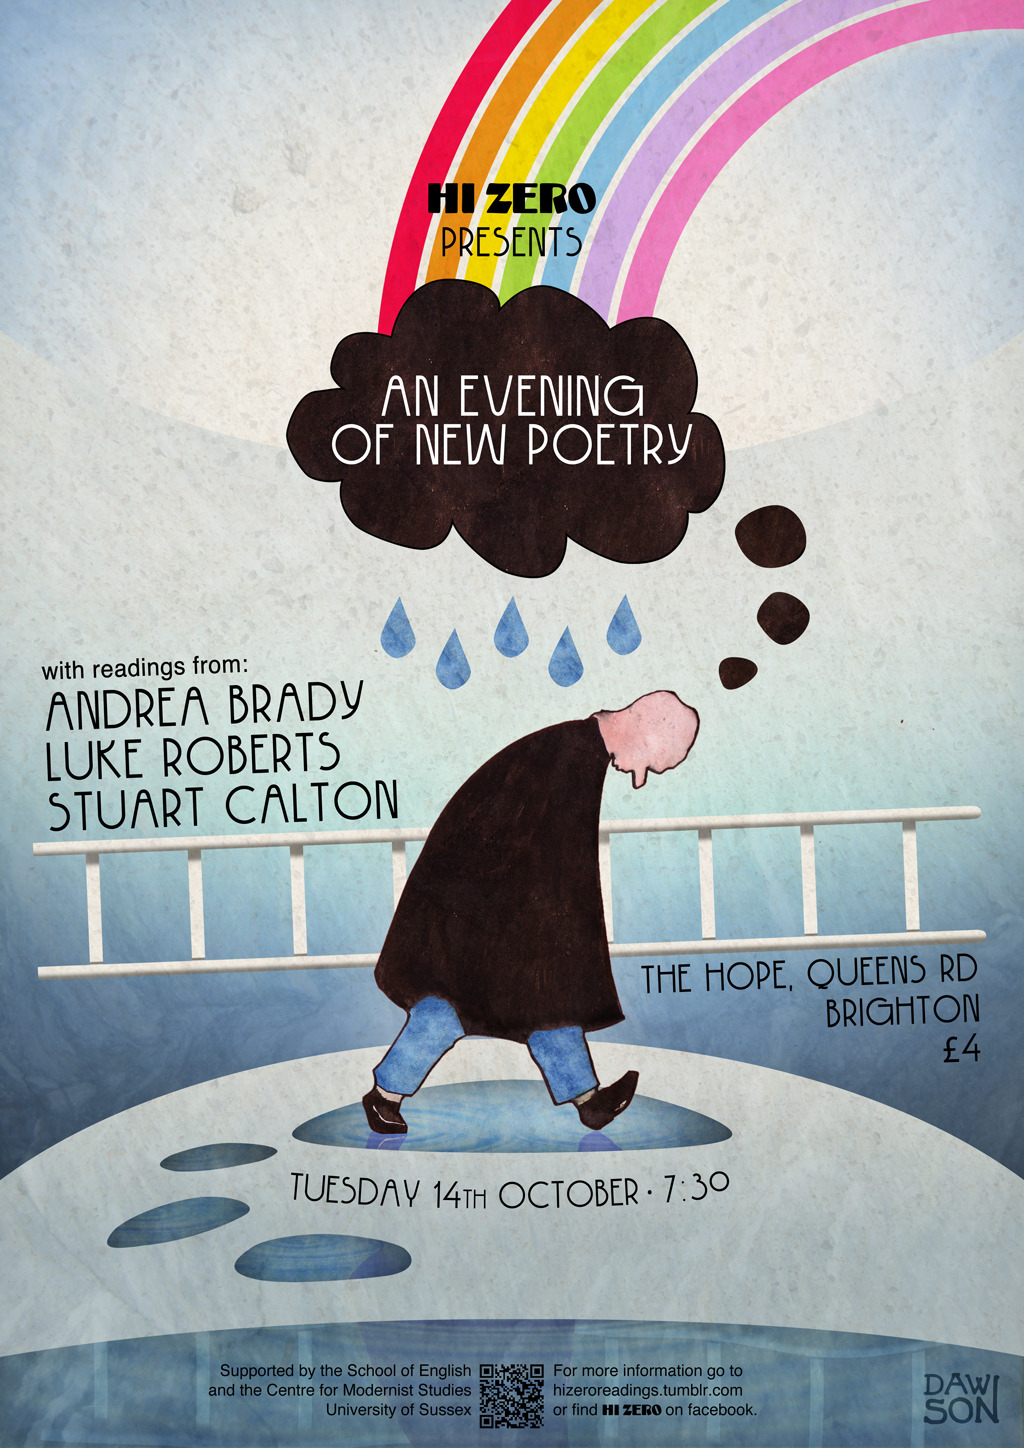 HI ZERO
PRESENTS
AN EVENING
OF NEW POETRY
with readings from:
ANDREA BRADY
LUKE ROBERTS
STUART CALTON
THE HOPE, QUEENS RD
BRIGHTON
£4
TUESDAY 14TH OCTOBER · 7:30
Supported by the School of English
and the Centre for Modernist Studies
University of Sussex
For more information go to
hizeroreadings.tumblr.com
or find HI ZERO on facebook.
DAW
SON